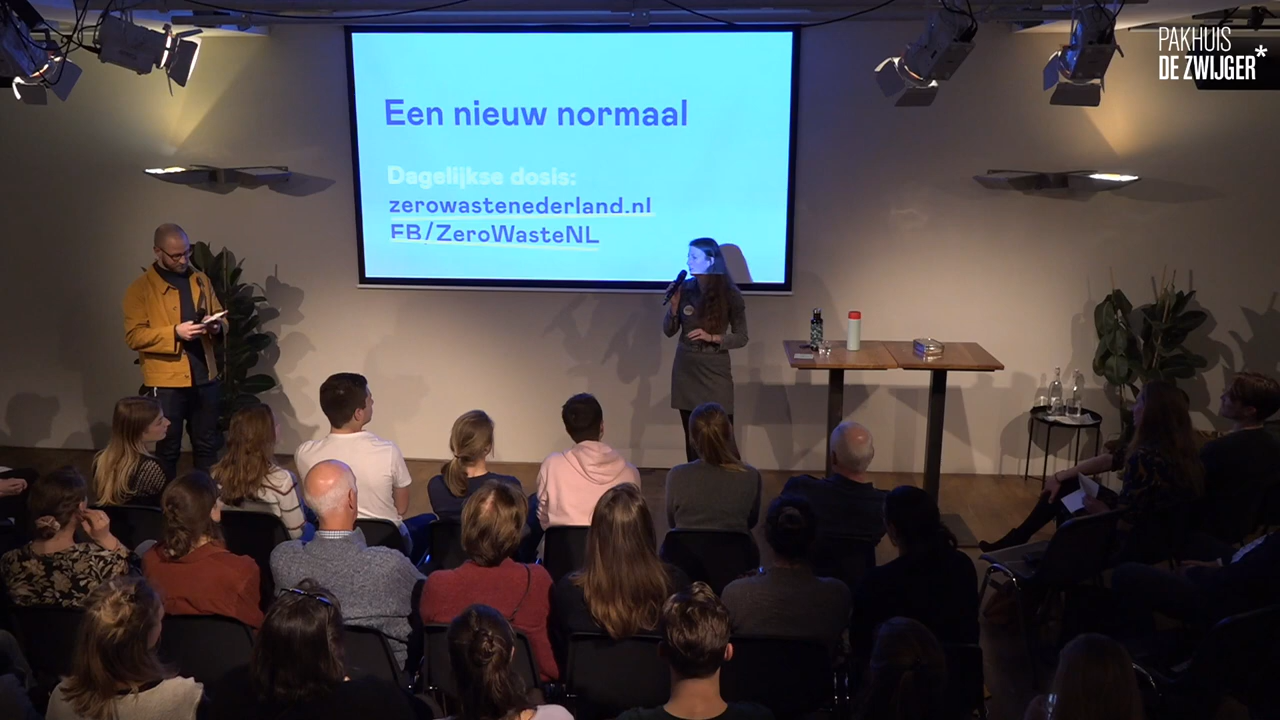 PAKHUIS
DE ZWIJGER*
Een nieuw normaal
Dagelijkse dosis:
zerowastenederland.nl
FB/ZeroWasteNL